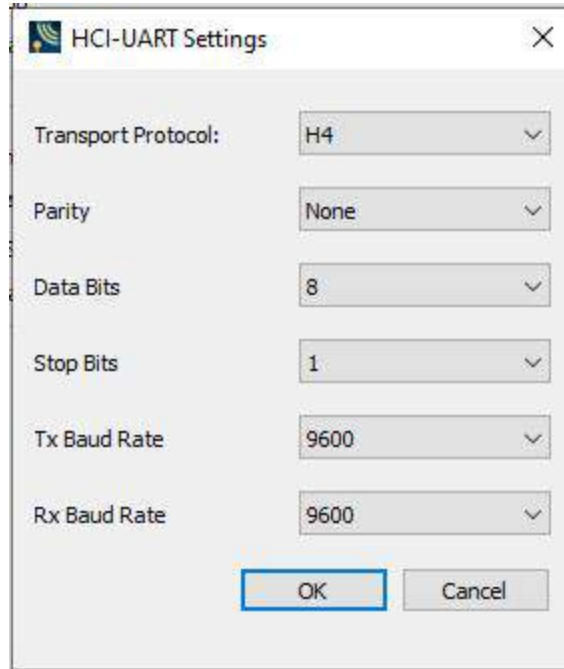 HCI-UART Settings
Transport Protocol: H4
Parity None
Data Bits 8
Stop Bits 1
Tx Baud Rate 9600
Rx Baud Rate 9600
OK Cancel